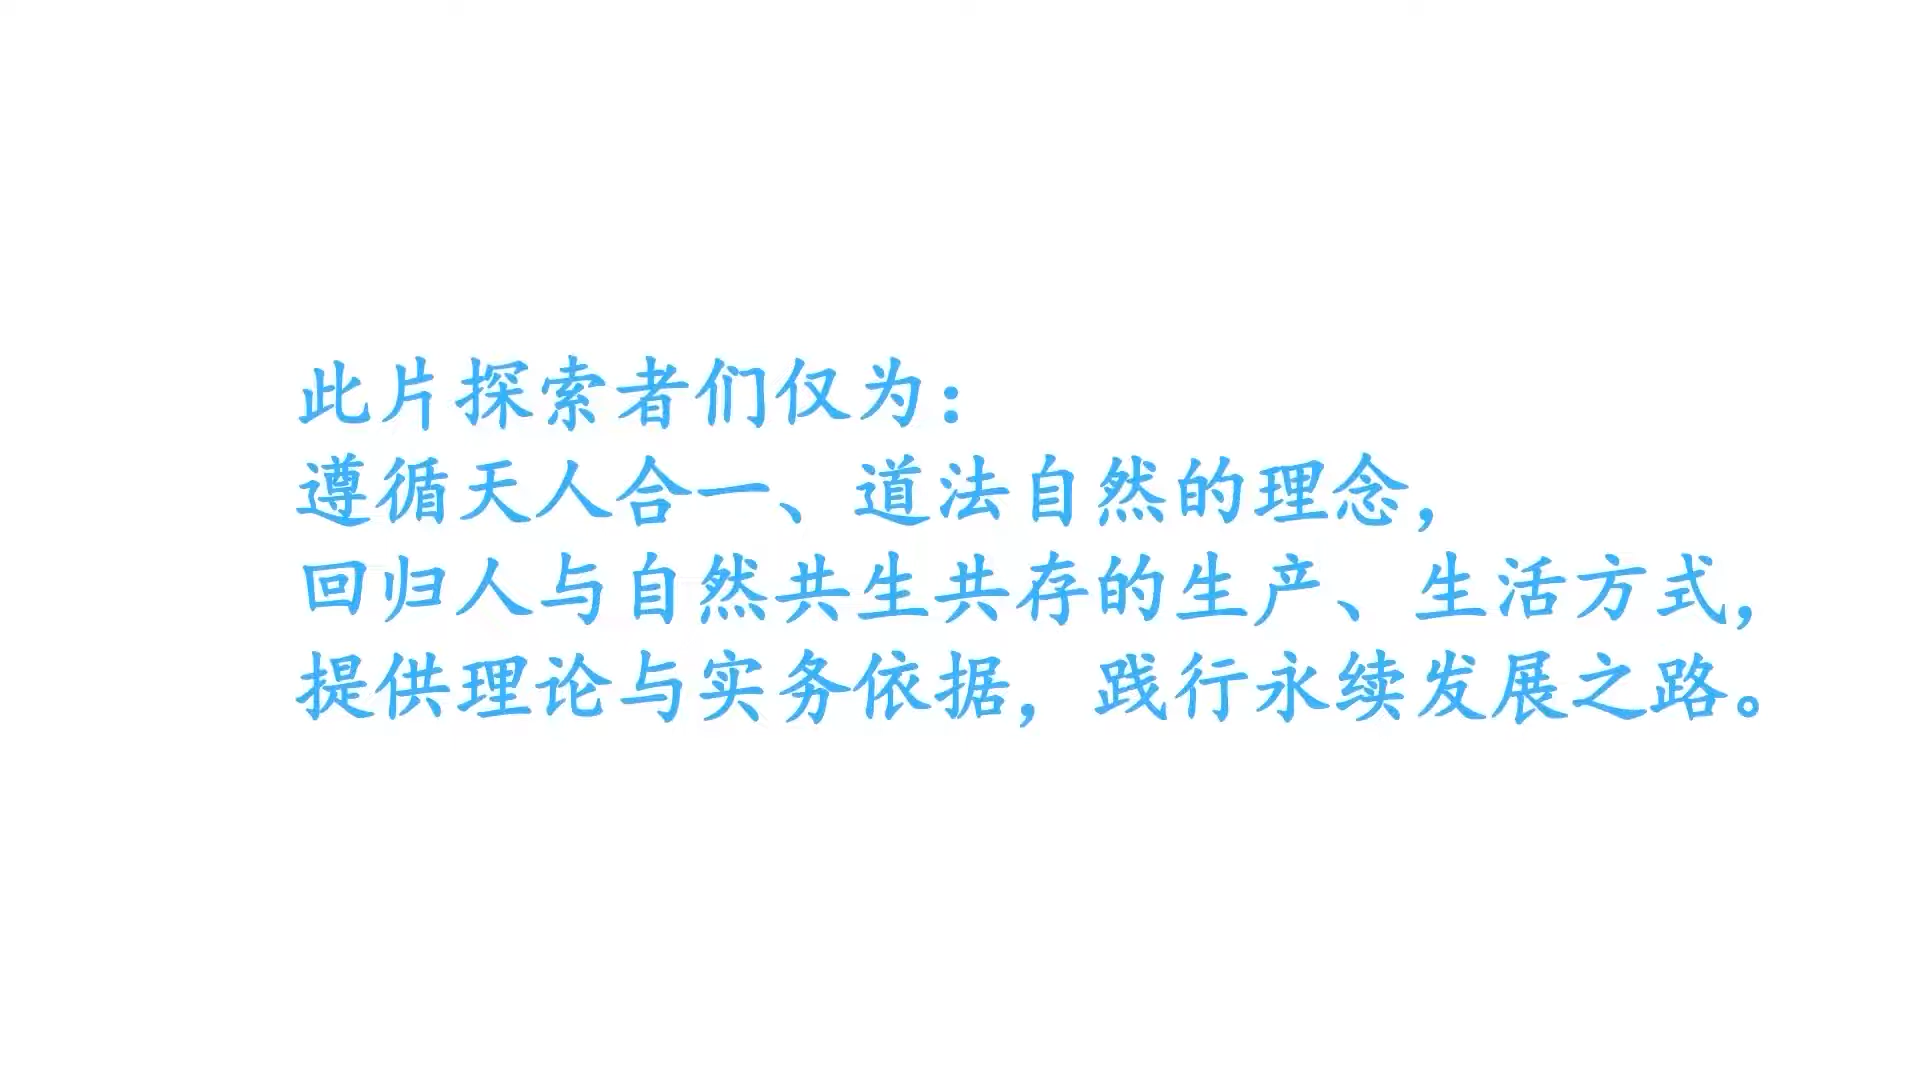 此片探索者们仅为：
遵循天人合一、道法自然的理念，
回归人与自然共生共存的生产、生活方式，
提供理论与实务依据，践行永续发展之路。